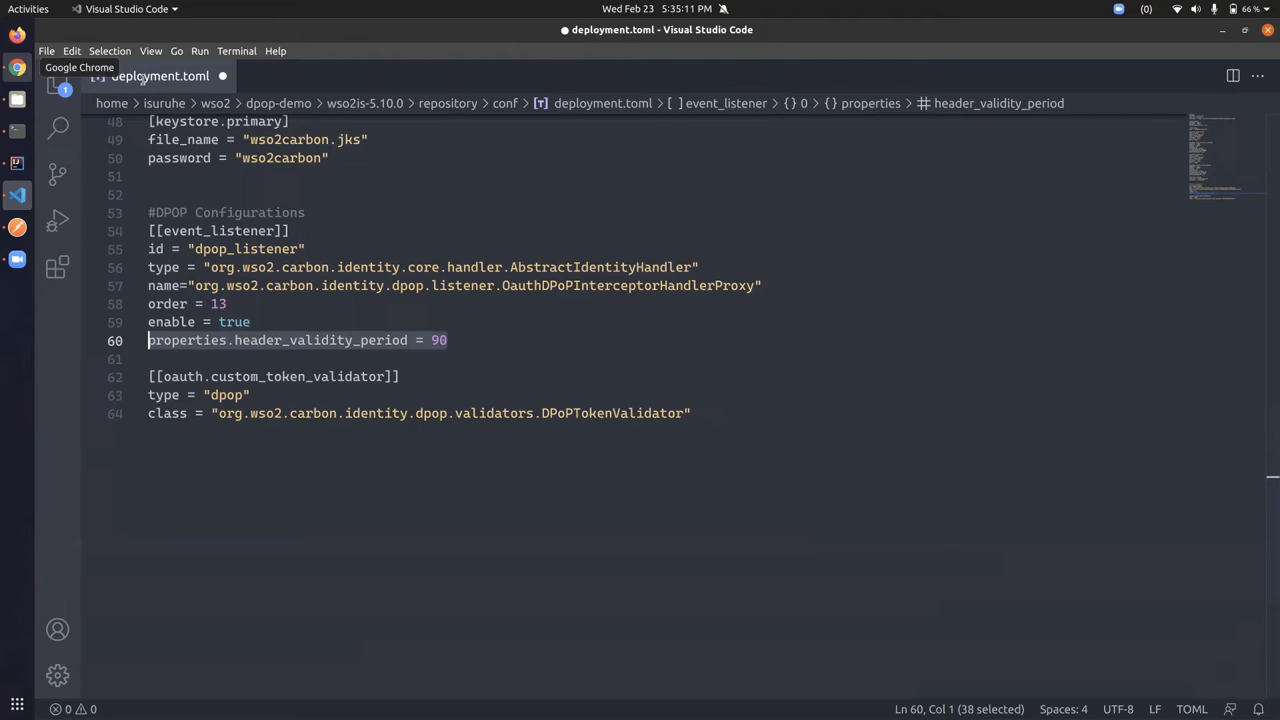 Activities
Visual Studio Code
Wed Feb 23 5:35:11 PM
(0)
66 %
deployment.toml - Visual Studio Code
File Edit Selection View Go Run Terminal Help
Google Chrome
deployment.toml
1
home > isuruhe > wso2 > dpop-demo > wso2is-5.10.0 > repository > conf > deployment.toml > [ ] event_listener > {} 0 > {} properties > # header_validity_period
48 [keystore.primary]
49 file_name = "wso2carbon.jks"
50 password = "wso2carbon"
51
52
53 #DPOP Configurations
54 [[event_listener]]
55 id = "dpop_listener"
56 type = "org.wso2.carbon.identity.core.handler.AbstractIdentityHandler"
57 name="org.wso2.carbon.identity.dpop.listener.OauthDPoPInterceptorHandlerProxy"
58 order = 13
59 enable = true
60 properties.header_validity_period = 90
61
62 [[oauth.custom_token_validator]]
63 type = "dpop"
64 class = "org.wso2.carbon.identity.dpop.validators.DPoPTokenValidator"
0 0
Ln 60, Col 1 (38 selected) Spaces: 4 UTF-8 LF TOML